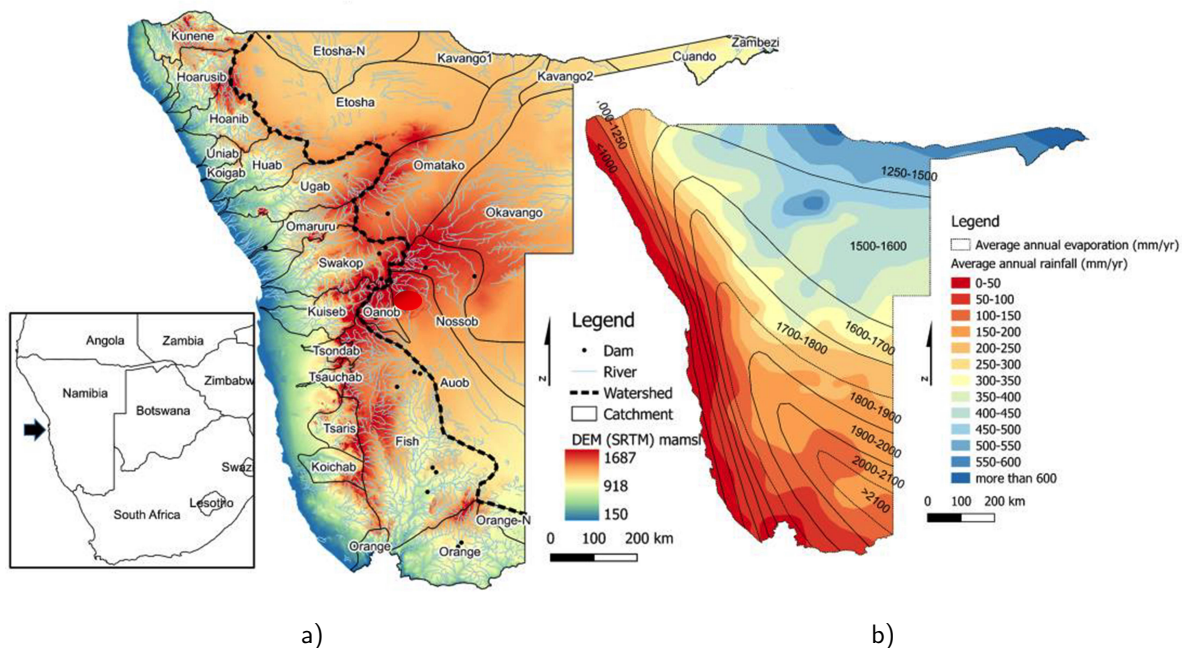 Kunene
Etosha-N
Kavango1
Cuando
Zambezi
Hoarusib
Kavango2
Etosha
Hoanib
Uniab
Huab
Koigab
Omatako
Ugab
Okavango
Omaruru
Swakop
Kuiseb
Oanob
Nossob
Tsondab
Tsauchab
Auob
Tsaris
Fish
Koichab
Orange-N
Orange
Orange
Angola
Zambia
Namibia
Zimbabw
Botswana
Swaz
South Africa
Lesotho
Legend
Dam
River
Watershed
Catchment
DEM (SRTM) mamsl
1687
918
150
z
0 100 200 km
a)
<1000
1250-1500
1500-1600
1600-1700
1700-1800
1800-1900
1900-2000
2000-2100
>2100
Legend
Average annual evaporation (mm/yr)
Average annual rainfall (mm/yr)
0-50
50-100
100-150
150-200
200-250
250-300
300-350
350-400
400-450
450-500
500-550
550-600
more than 600
z
0 100 200 km
b)